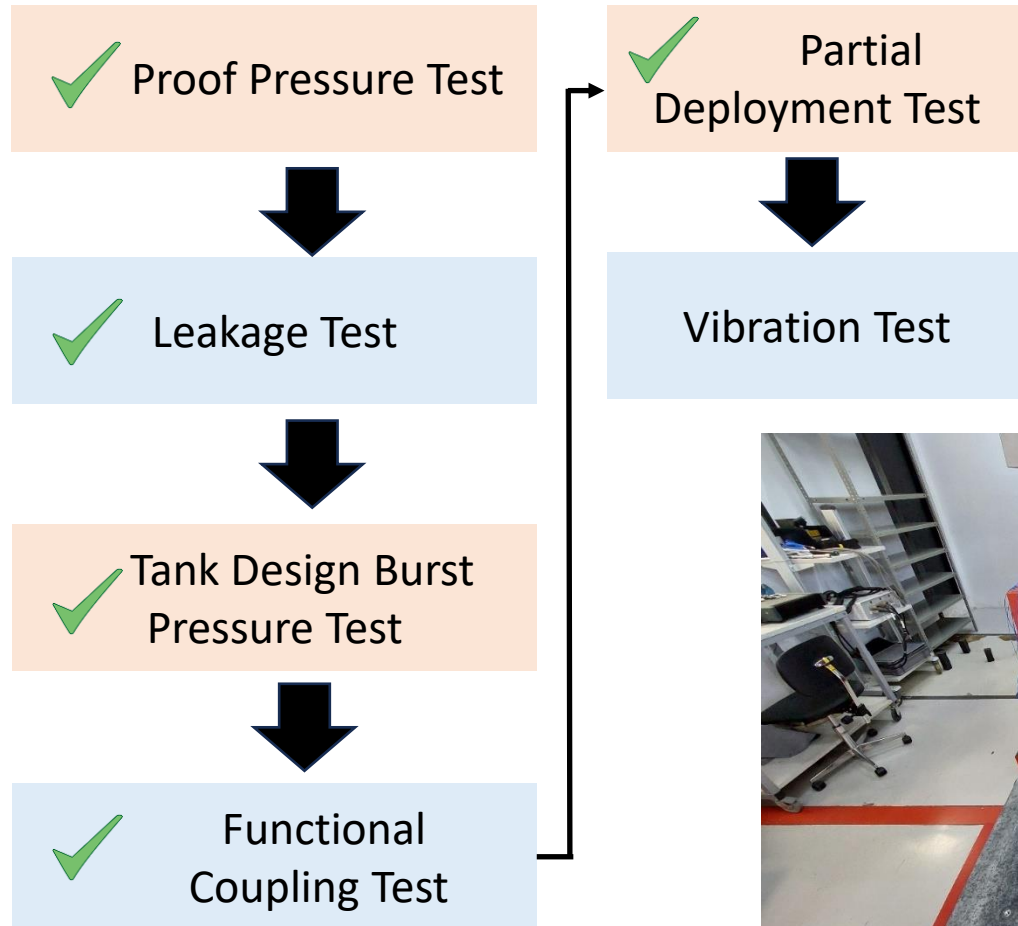 Proof Pressure Test
Leakage Test
Tank Design Burst
Pressure Test
Functional
Coupling Test
Partial
Deployment Test
Vibration Test